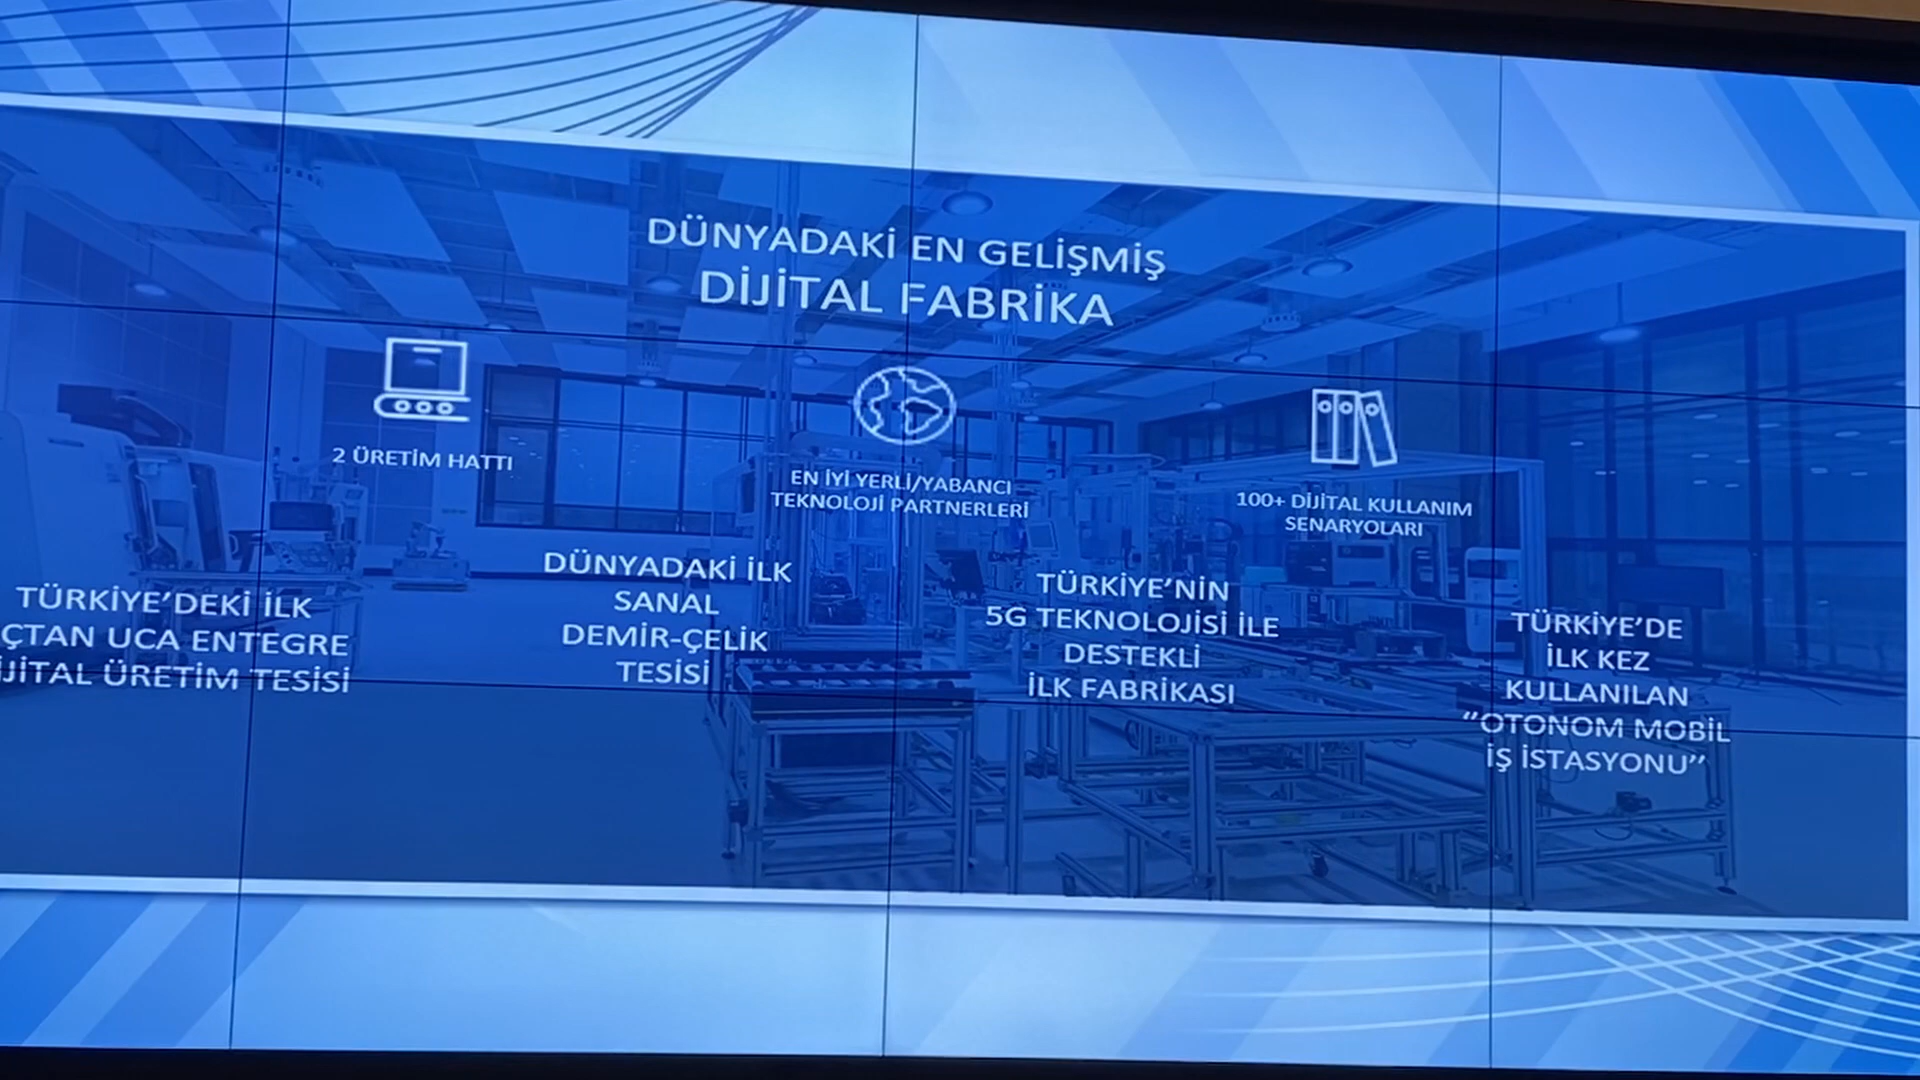 DÜNYADAKİ EN GELİŞMİŞ
DİJİTAL FABRİKA
2 ÜRETİM HATTI
EN İYİ YERLİ/YABANCI
TEKNOLOJİ PARTNERLERİ
100+ DİJİTAL KULLANIM
SENARYOLARI
TÜRKİYE’DEKİ İLK
UCA ENTEGRE
ÜRETİM TESİSİ
DÜNYADAKİ İLK
SANAL
DEMİR-ÇELİK
TESİSİ
TÜRKİYE’NİN
5G TEKNOLOJİSİ İLE
DESTEKLİ
İLK FABRİKASI
TÜRKİYE’DE
İLK KEZ
KULLANILAN
‘‘OTONOM MOBİL
İŞ İSTASYONU’’